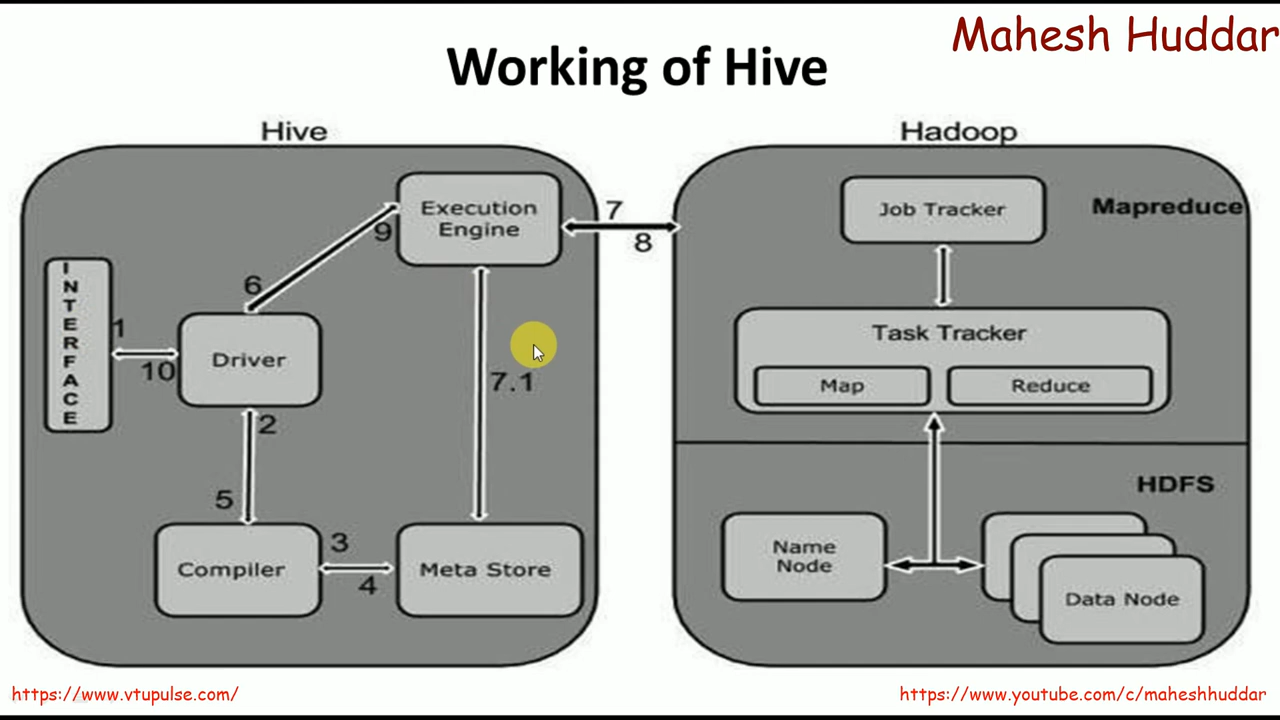 Mahesh Huddar
Working of Hive
Hive
Hadoop
Execution
Engine
7
8
Job Tracker
Mapreduce
9
6
INTERFACE
1
10
Driver
Task Tracker
Map
Reduce
7.1
2
5
HDFS
Compiler
3
4
Meta Store
Name
Node
Data Node
https://www.vtupulse.com/
https://www.youtube.com/c/maheshhuddar